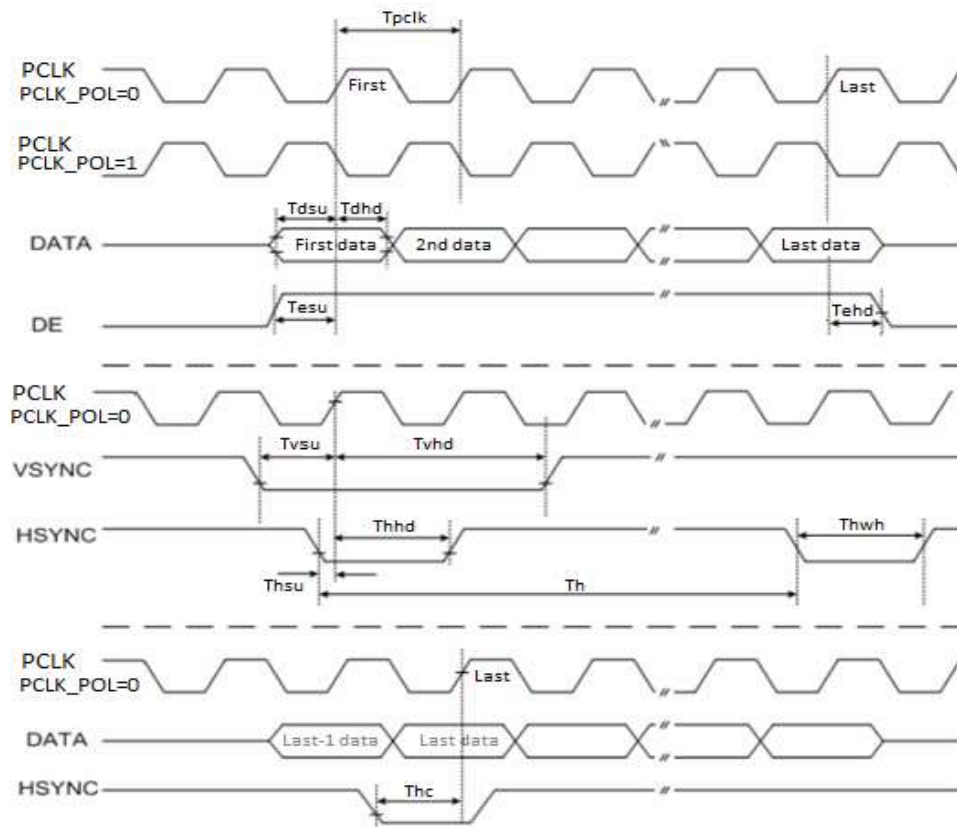 Tpclk
PCLK
PCLK_POL=0
First
Last
PCLK
PCLK_POL=1
Tdsu
Tdhd
DATA
First data
2nd data
Last data
DE
Tesu
Tehd
PCLK
PCLK_POL=0
Tvsu
Tvhd
VSYNC
HSYNC
Thhd
Thwh
Thsu
Th
PCLK
PCLK_POL=0
Last
DATA
Last-1 data
Last data
HSYNC
Thc